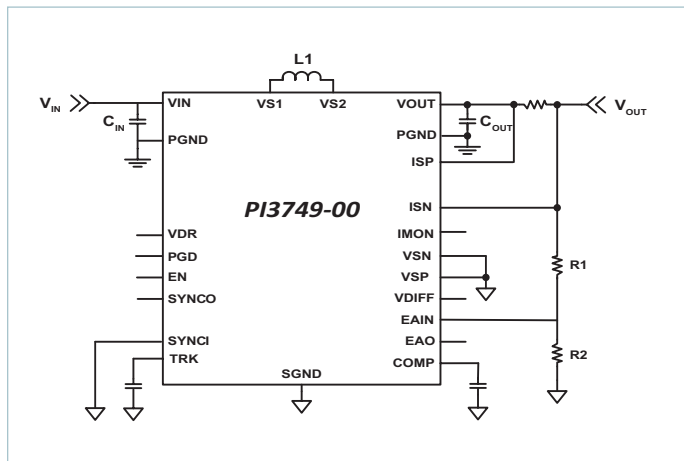 L1
VIN
VIN
VS1
VS2
VOUT
VOUT
CIN
COUT
PGND
PGND
ISP
PI3749-00
ISN
VDR
IMON
PGD
VSN
R1
EN
VSP
SYNCO
VDIFF
EAIN
SYNCI
EAO
R2
TRK
COMP
SGND